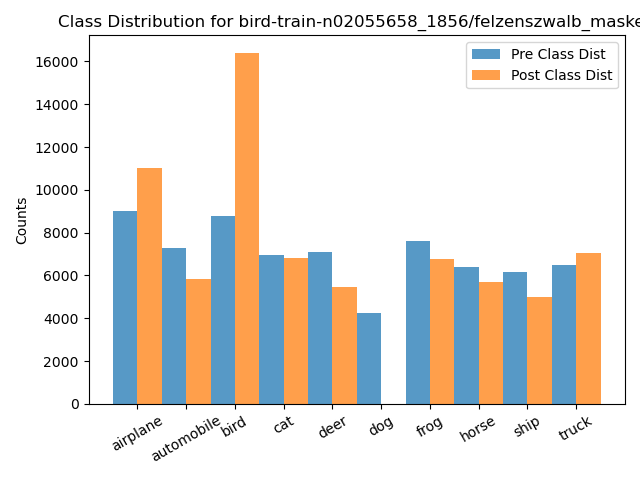 Class Distribution for bird-train-n02055658_1856/felzenszwalb_maske
Pre Class Dist
Post Class Dist
Counts
16000
14000
12000
10000
8000
6000
4000
2000
0
airplane
automobile
bird
cat
deer
dog
frog
horse
ship
truck